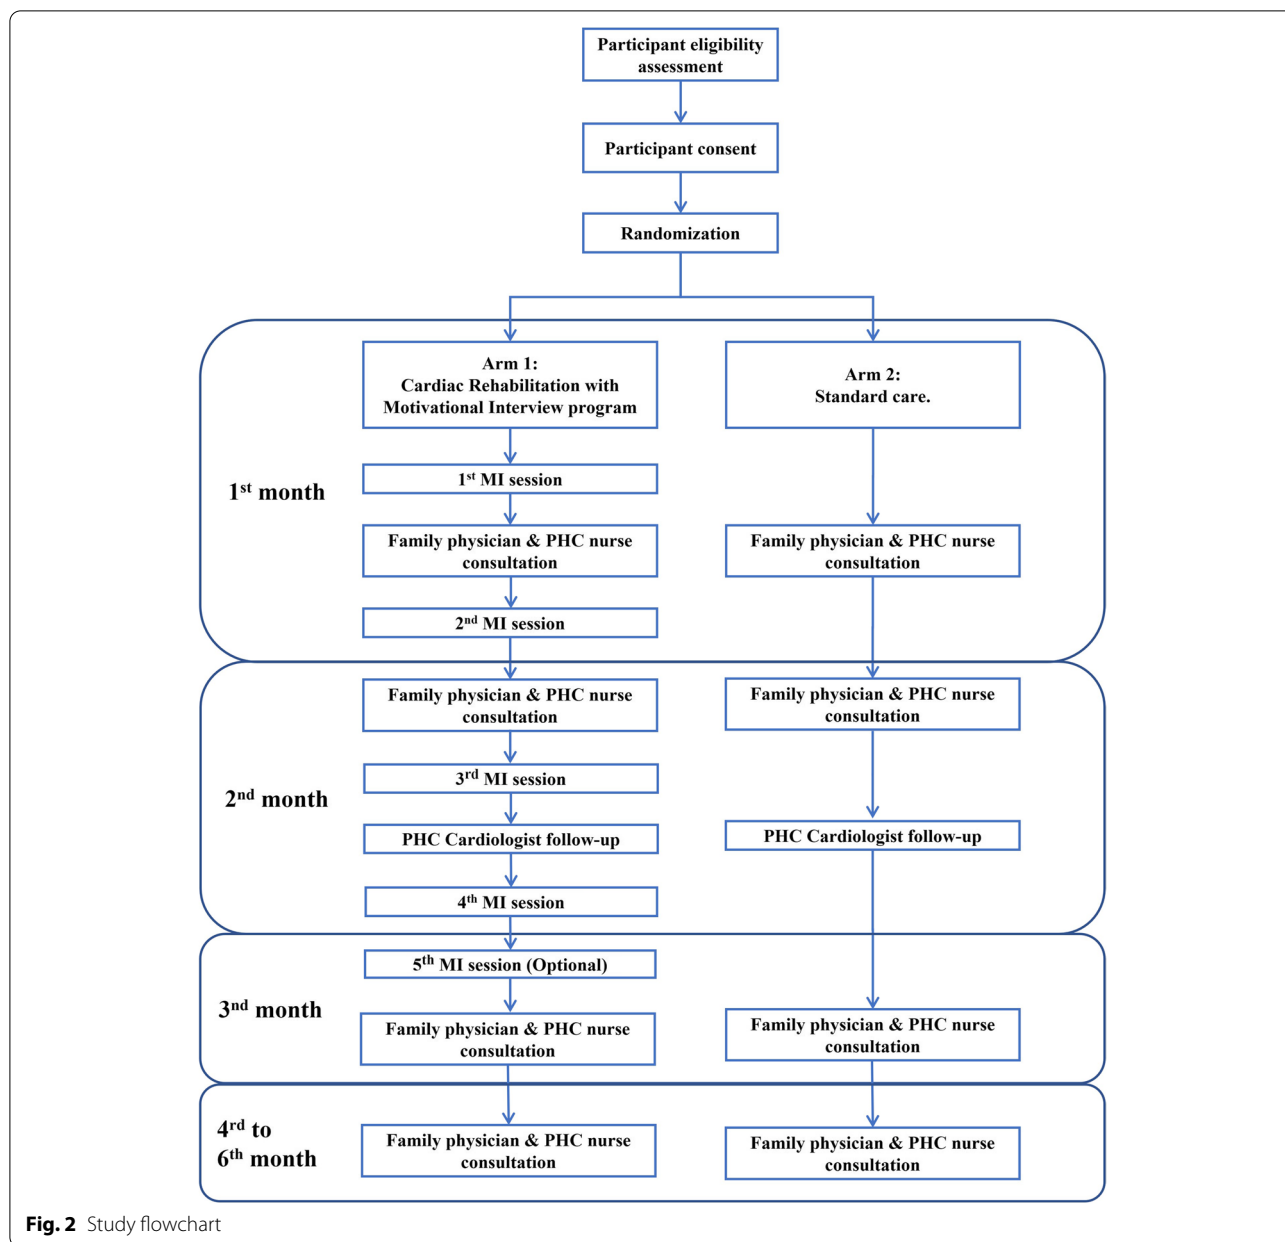 Participant eligibility
assessment
Participant consent
Randomization
1st month
Arm 1:
Cardiac Rehabilitation with
Motivational Interview program
Arm 2:
Standard care.
1st MI session
Family physician & PHC nurse
consultation
Family physician & PHC nurse
consultation
2nd MI session
2nd month
Family physician & PHC nurse
consultation
Family physician & PHC nurse
consultation
3rd MI session
PHC Cardiologist follow-up
PHC Cardiologist follow-up
4th MI session
3nd month
5th MI session (Optional)
Family physician & PHC nurse
consultation
Family physician & PHC nurse
consultation
4rd to
6th month
Family physician & PHC nurse
consultation
Family physician & PHC nurse
consultation
Fig. 2 Study flowchart